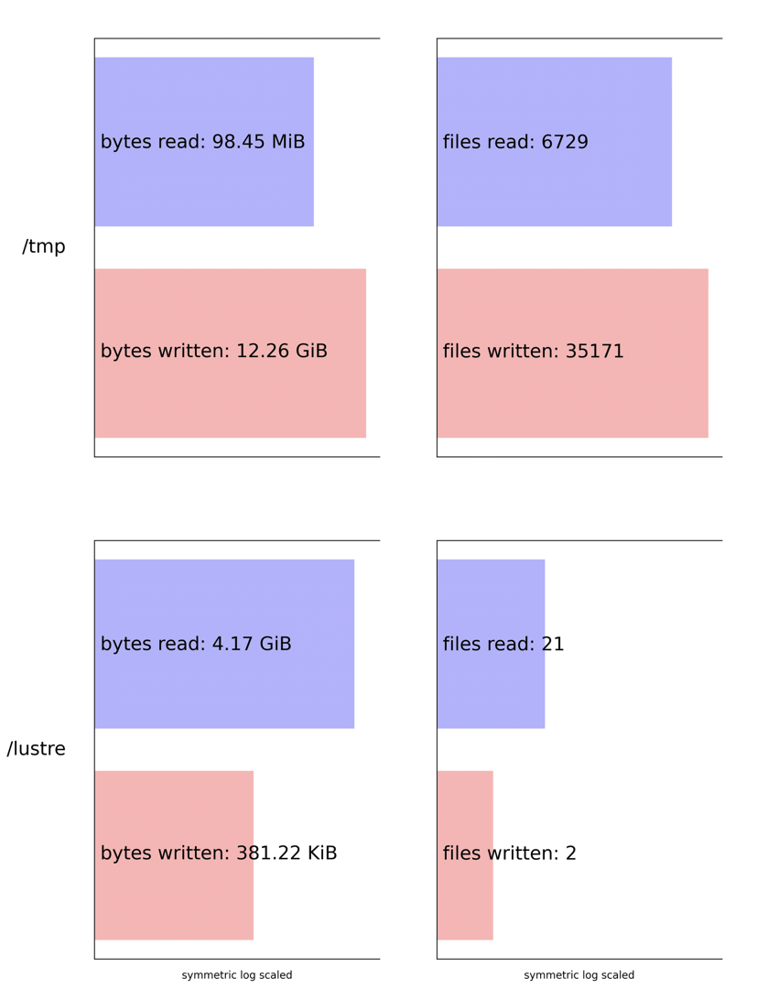 bytes read: 98.45 MiB
files read: 6729
/tmp
bytes written: 12.26 GiB
files written: 35171
bytes read: 4.17 GiB
files read: 21
/lustre
bytes written: 381.22 KiB
files written: 2
symmetric log scaled
symmetric log scaled